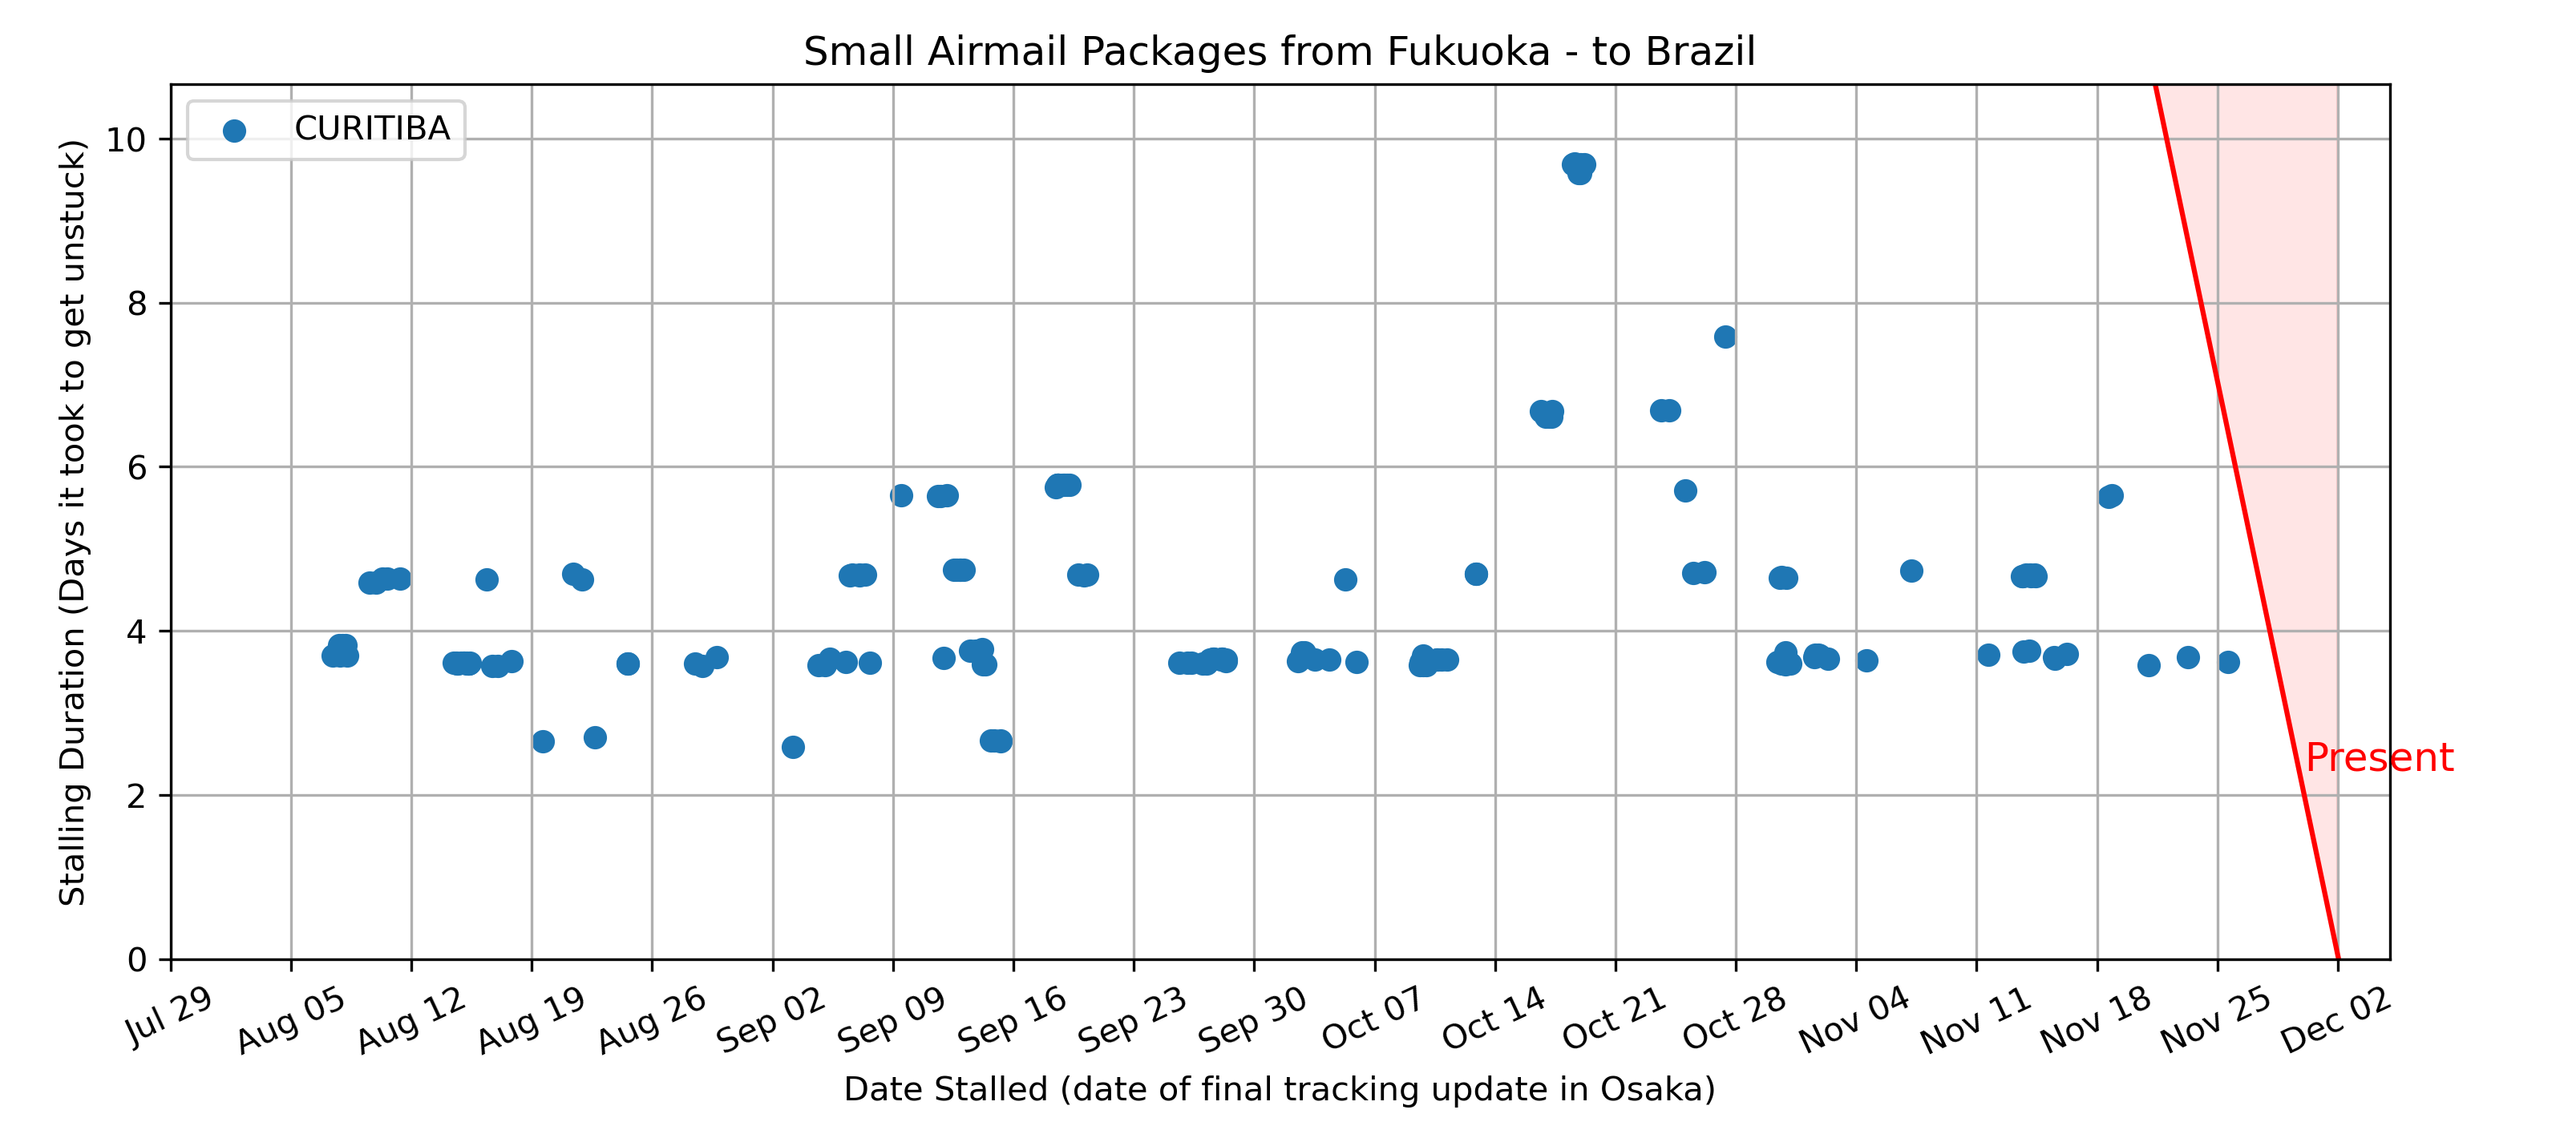 Small Airmail Packages from Fukuoka - to Brazil
CURITIBA
Stalling Duration (Days it took to get unstuck)
10
8
6
4
2
0
Present
Jul 29
Aug 05
Aug 12
Aug 19
Aug 26
Sep 02
Sep 09
Sep 16
Sep 23
Sep 30
Oct 07
Oct 14
Oct 21
Oct 28
Nov 04
Nov 11
Nov 18
Nov 25
Dec 02
Date Stalled (date of final tracking update in Osaka)